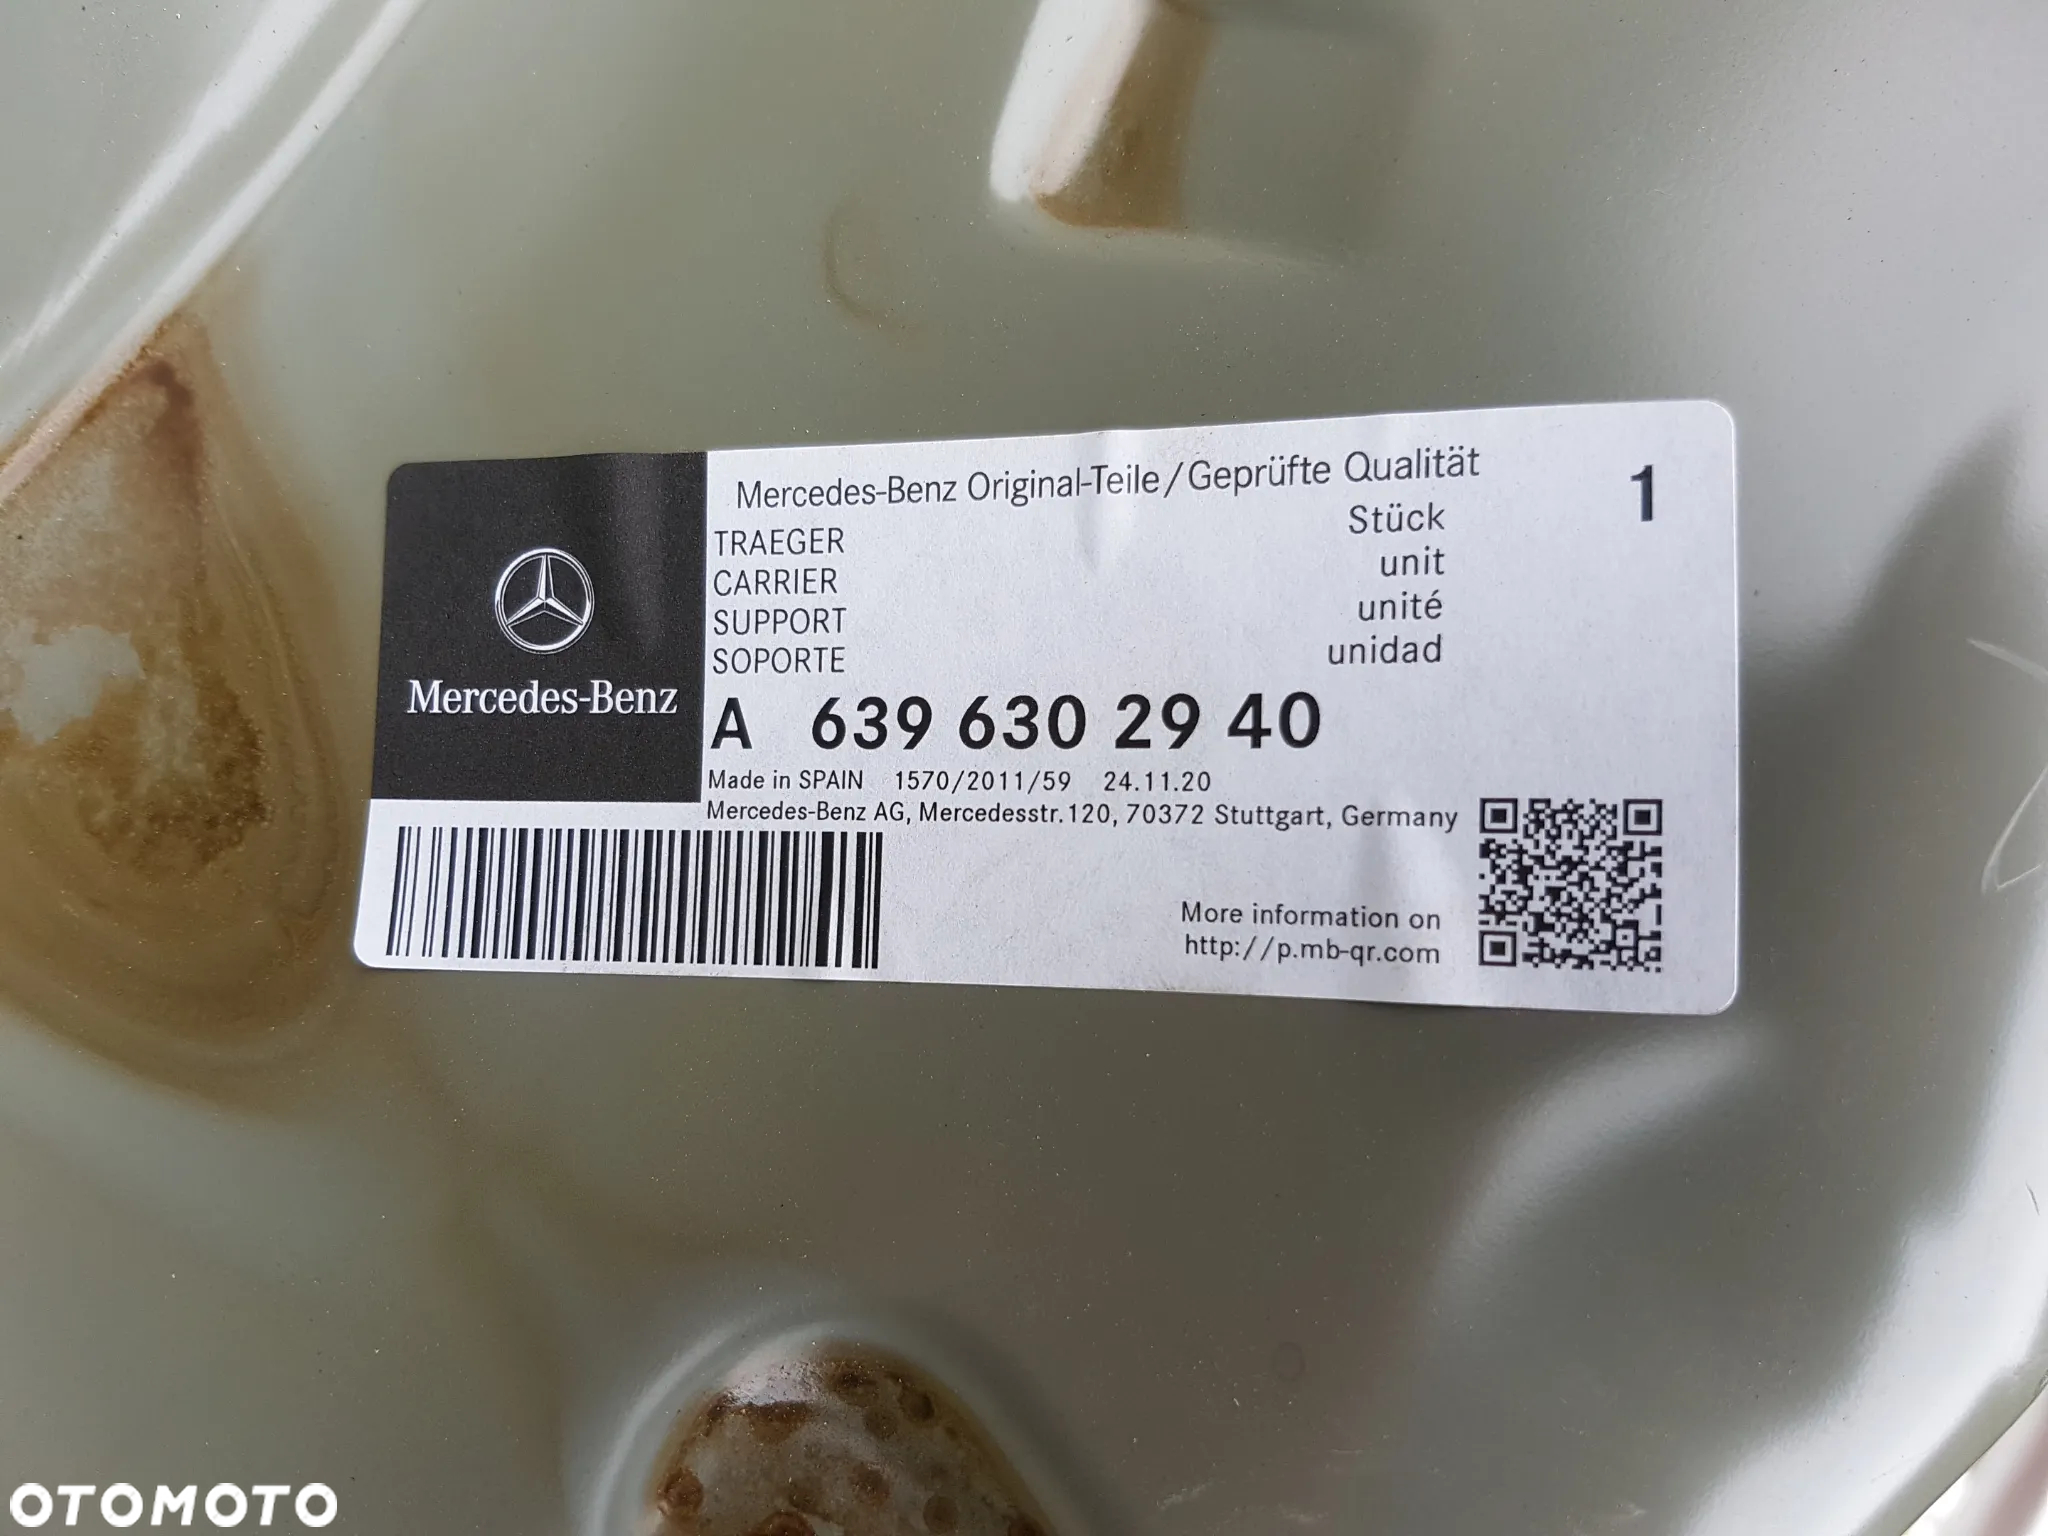 Mercedes-Benz Original-Teile/Geprüfte Qualität
1
TRAEGER
CARRIER
SUPPORT
SOPORTE
Stück
unit
unité
unidad
Mercedes-Benz
A 639 630 29 40
Made in SPAIN 1570/2011/59 24.11.20
Mercedes-Benz AG, Mercedesstr.120, 70372 Stuttgart, Germany
More information on
http://p.mb-qr.com
OTOMOTO